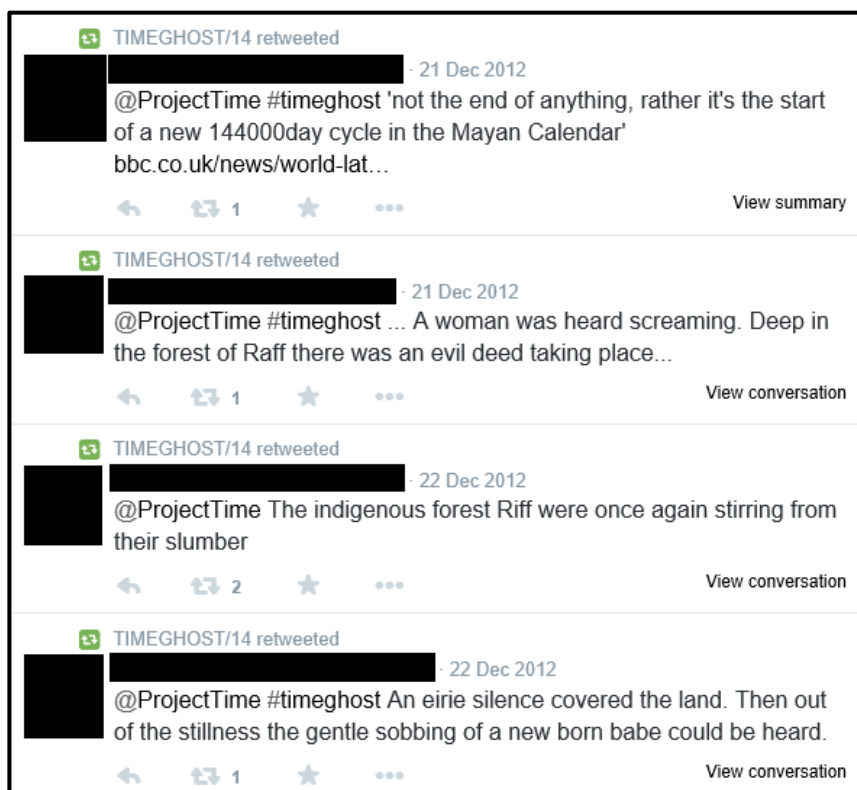 TIMEGHOST/14 retweeted
· 21 Dec 2012
@ProjectTime #timeghost 'not the end of anything, rather it's the start
of a new 144000day cycle in the Mayan Calendar'
bbc.co.uk/news/world-lat...
1
View summary
TIMEGHOST/14 retweeted
· 21 Dec 2012
@ProjectTime #timeghost ... A woman was heard screaming. Deep in
the forest of Raff there was an evil deed taking place...
1
View conversation
TIMEGHOST/14 retweeted
· 22 Dec 2012
@ProjectTime The indigenous forest Riff were once again stirring from
their slumber
2
View conversation
TIMEGHOST/14 retweeted
· 22 Dec 2012
@ProjectTime #timeghost An eirie silence covered the land. Then out
of the stillness the gentle sobbing of a new born babe could be heard.
1
View conversation